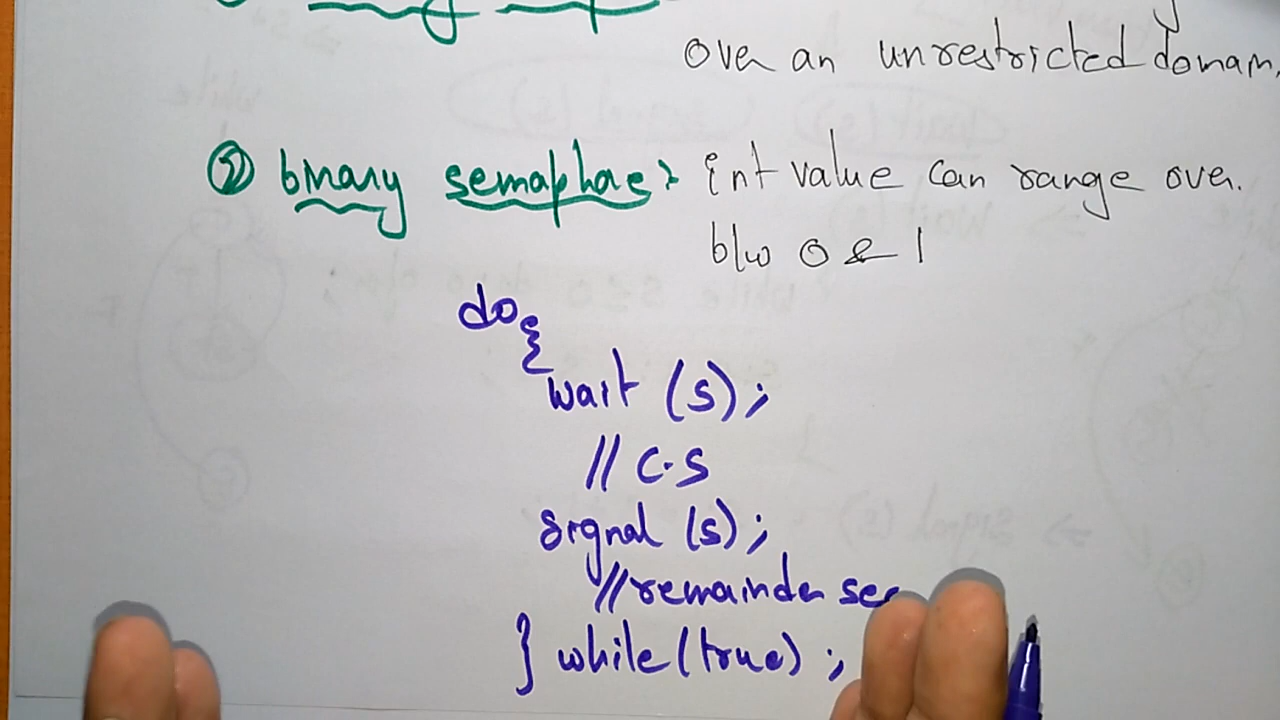 over an unrestricted domain.
② binary semaphore: int value can range over.
b/w 0 & 1
do
{
wait (s);
// C.S
signal (s);
//remainder sec
} while(true);